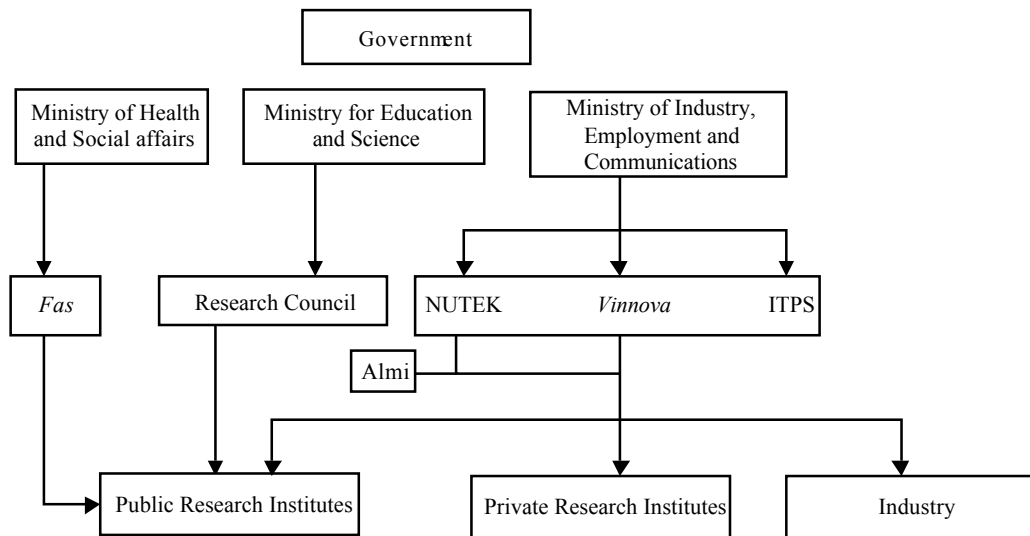 Government
Ministry of Health
and Social affairs
Ministry for Education
and Science
Ministry of Industry,
Employment and
Communications
Fas
Research Council
NUTEK
Vinnova
ITPS
Almi
Public Research Institutes
Private Research Institutes
Industry